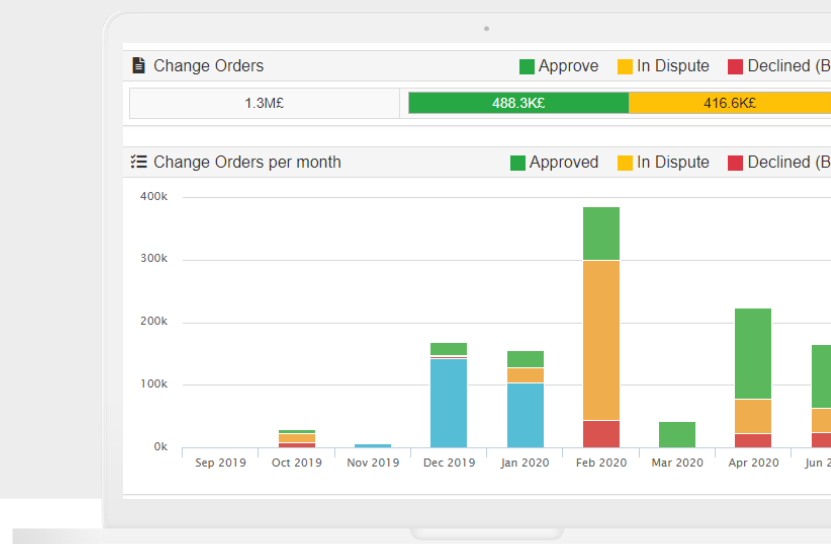 Change Orders Approve In Dispute Declined (B
1.3M£ 488.3K£ 416.6K£
Change Orders per month Approved In Dispute Declined (B
400k
300k
200k
100k
0k
Sep 2019 Oct 2019 Nov 2019 Dec 2019 Jan 2020 Feb 2020 Mar 2020 Apr 2020 Jun 2